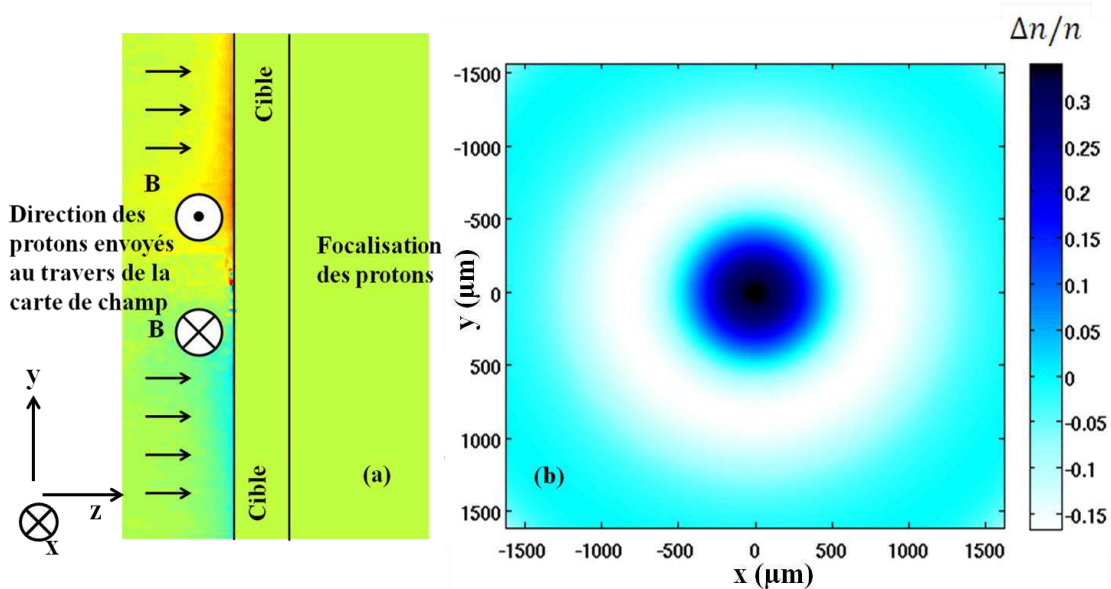 Δn/n
Cible
B
Direction des
protons envoyés
au travers de la
carte de champ
B
Focalisation
des protons
y
z
x
Cible
(a)
-1500
-1000
-500
0
500
1000
1500
y (µm)
(b)
-1500 -1000 -500 0 500 1000 1500
x (µm)
0.3
0.25
0.2
0.15
0.1
0.05
0
-0.05
-0.1
-0.15